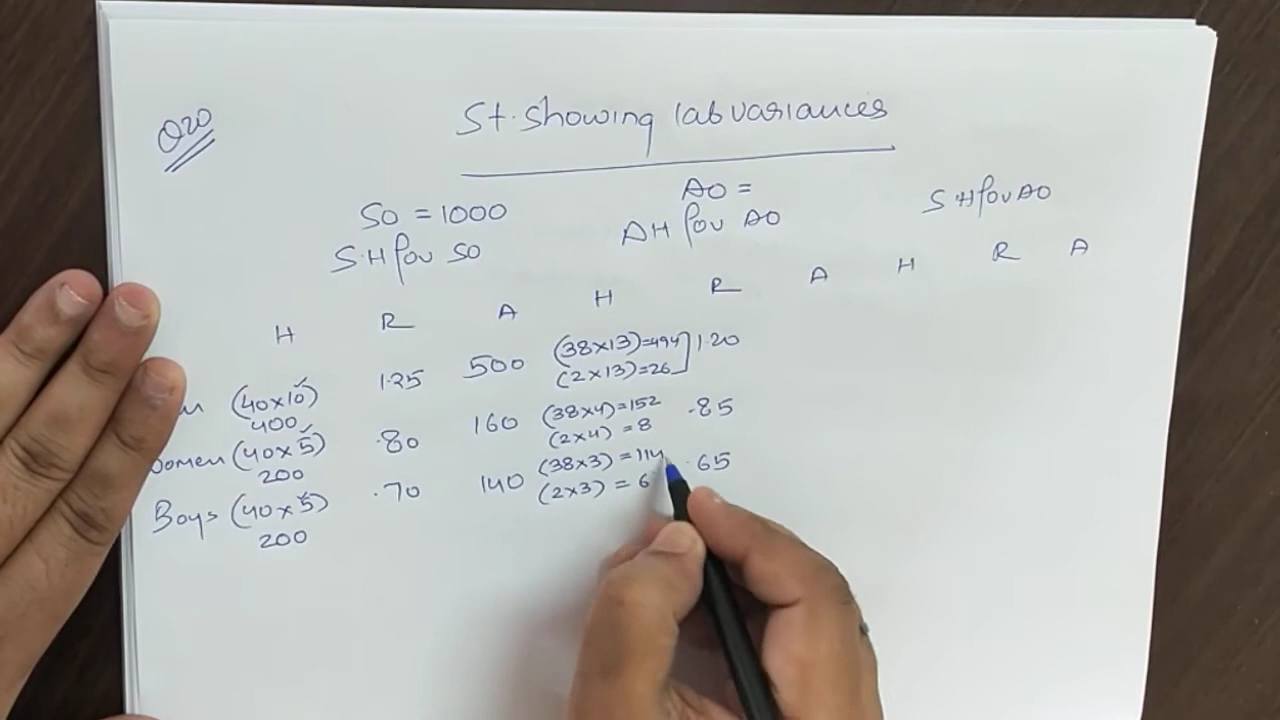 Q20
St. Showing lab variances
SO = 1000
AO =
S.H for AO
S.H for SO
AH for AO
H R A H R A H R A
(40x10) 1.25 500 (38x13)=494 1.20
400 (2x13)=26
(40x5) .80 160 (38x4)=152 .85
200 (2x4) = 8
Boys (40x5) .70 140 (38x3) = 114 .65
200 (2x3) = 6